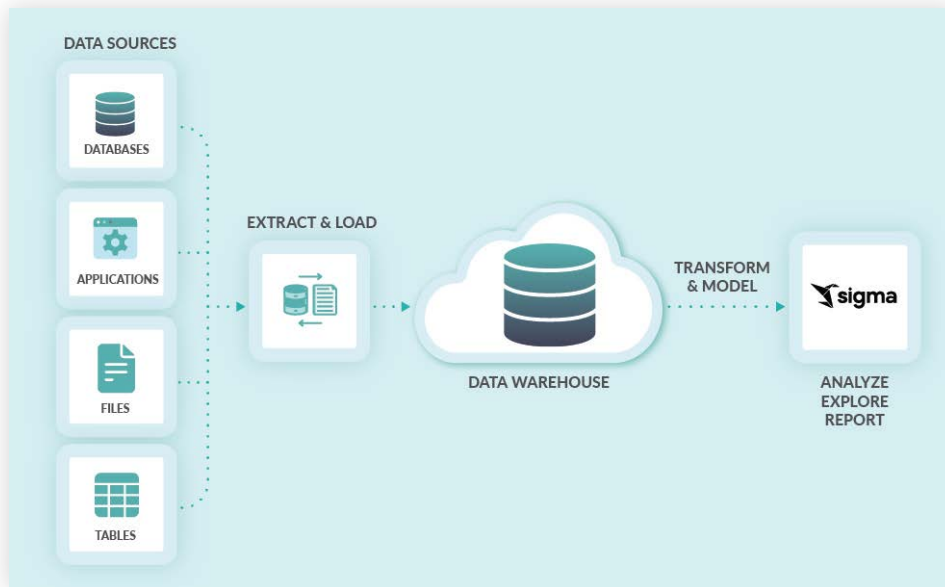 DATA SOURCES
DATABASES
APPLICATIONS
FILES
TABLES
EXTRACT & LOAD
DATA WAREHOUSE
TRANSFORM
& MODEL
sigma
ANALYZE
EXPLORE
REPORT